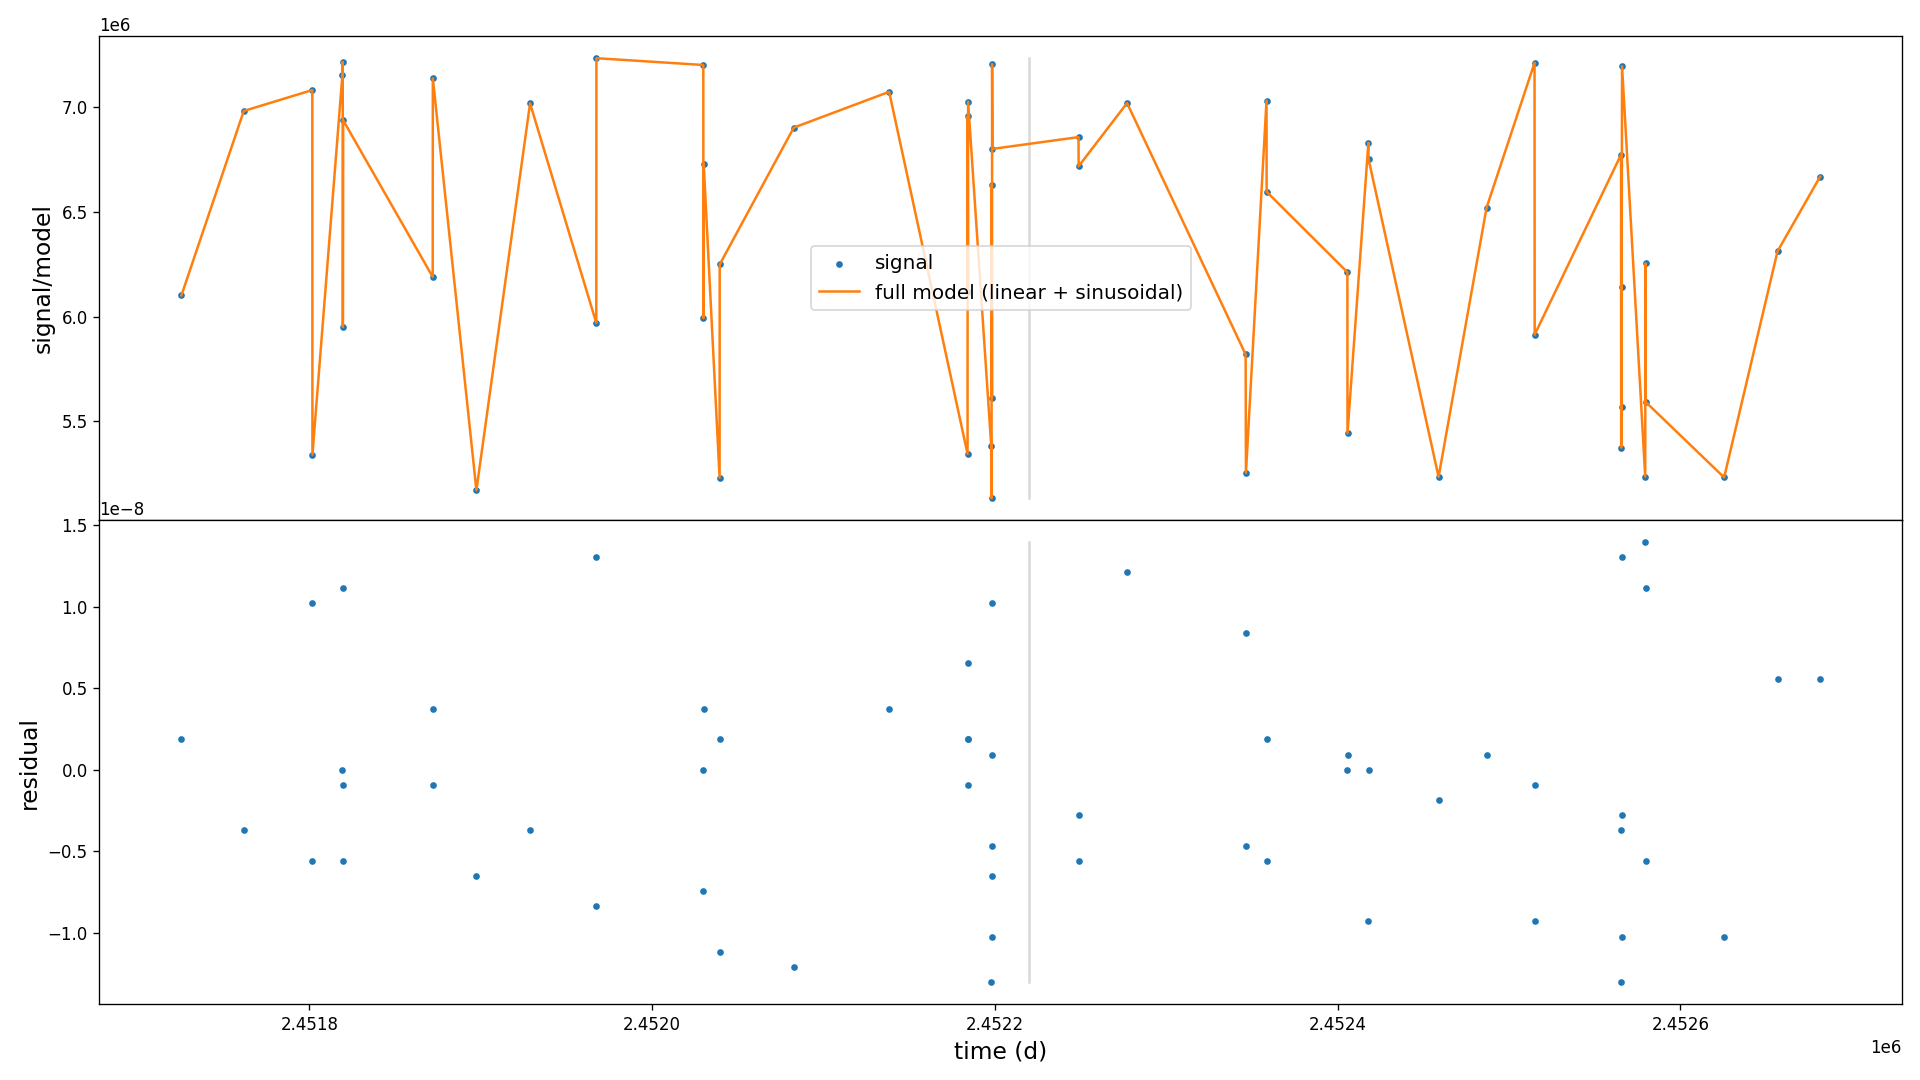 1e6
7.0
6.5
6.0
5.5
signal/model
signal
full model (linear + sinusoidal)
1e−8
1.5
1.0
0.5
0.0
−0.5
−1.0
residual
2.4518
2.4520
2.4522
2.4524
2.4526
1e6
time (d)